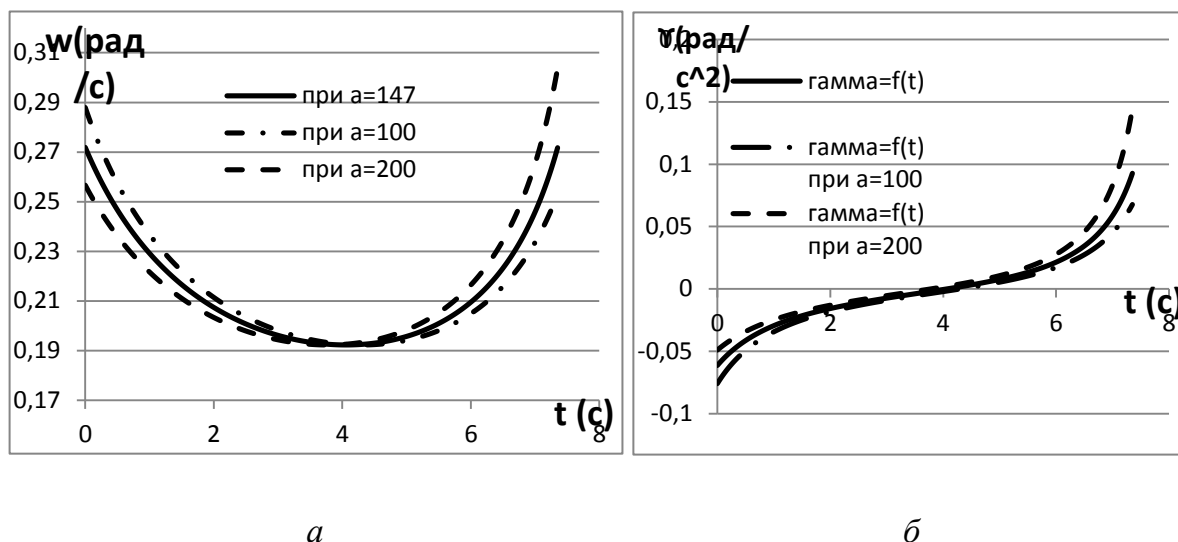 w(рад
/с)
0,31
0,29
0,27
0,25
0,23
0,21
0,19
0,17
при а=147
при а=100
при а=200
0
2
4
6
8
t (с)
ɤ(рад/
с^2)
0,2
0,15
0,1
0,05
0
-0,05
-0,1
гамма=f(t)
гамма=f(t)
при а=100
гамма=f(t)
при а=200
0
2
4
6
8
t (с)
а
б